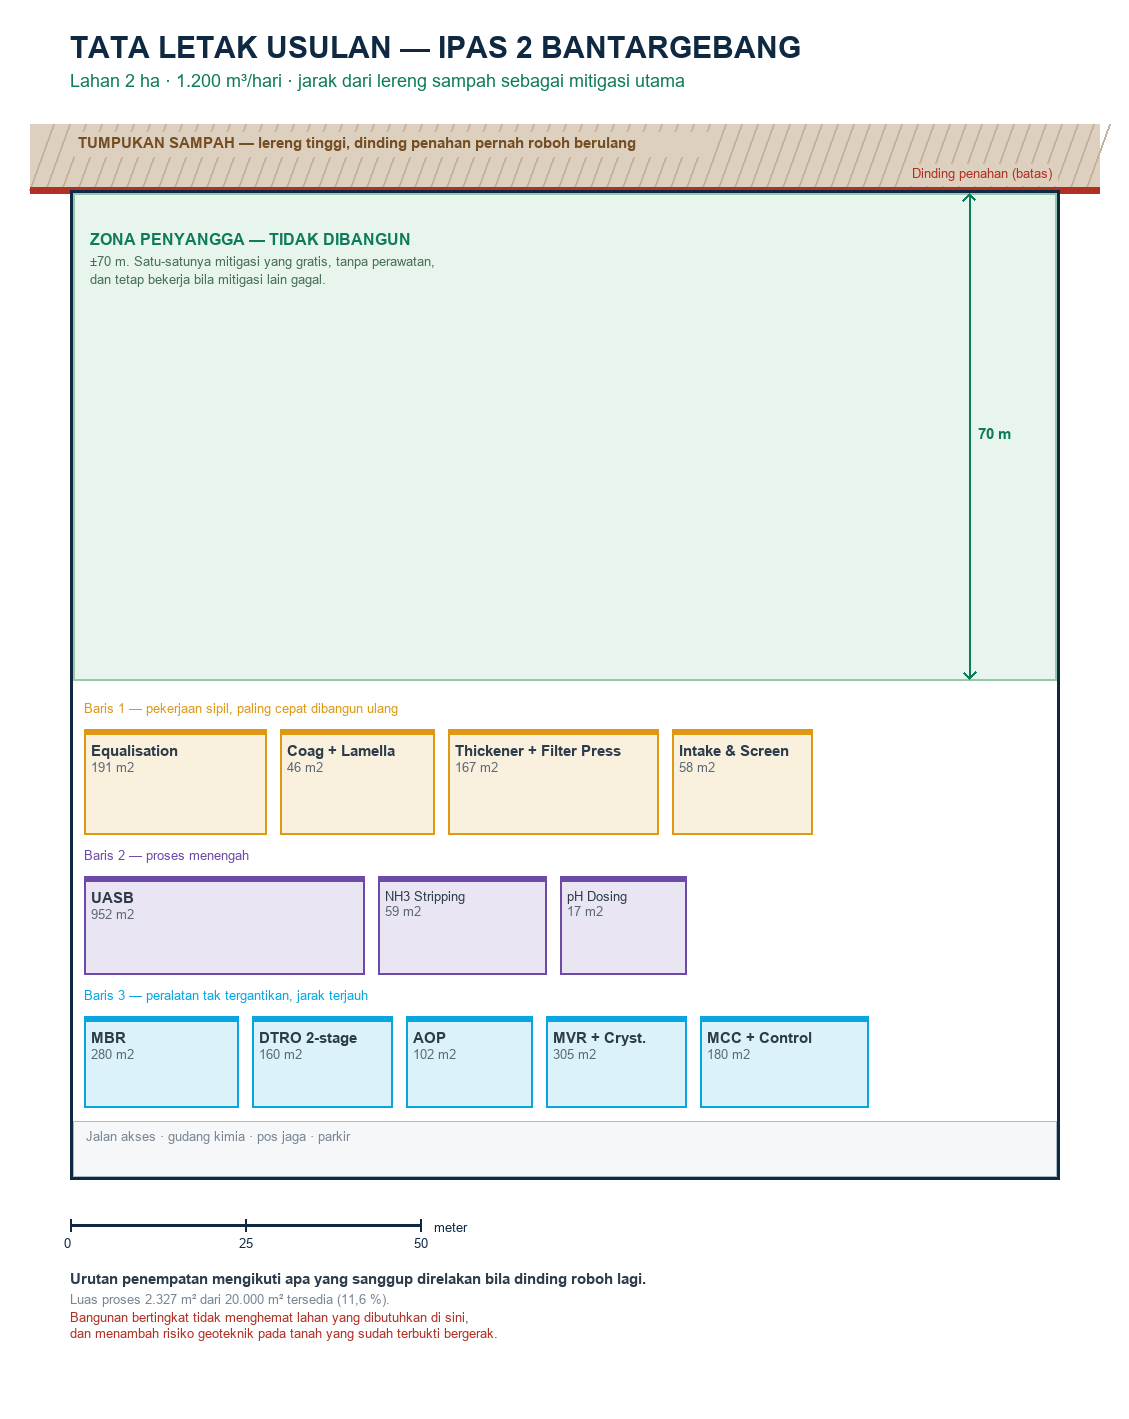 TATA LETAK USULAN — IPAS 2 BANTARGEBANG
Lahan 2 ha · 1.200 m³/hari · jarak dari lereng sampah sebagai mitigasi utama
TUMPUKAN SAMPAH — lereng tinggi, dinding penahan pernah roboh berulang
Dinding penahan (batas)
ZONA PENYANGGA — TIDAK DIBANGUN
±70 m. Satu-satunya mitigasi yang gratis, tanpa perawatan,
dan tetap bekerja bila mitigasi lain gagal.
70 m
Baris 1 — pekerjaan sipil, paling cepat dibangun ulang
Equalisation
191 m2
Coag + Lamella
46 m2
Thickener + Filter Press
167 m2
Intake & Screen
58 m2
Baris 2 — proses menengah
UASB
952 m2
NH3 Stripping
59 m2
pH Dosing
17 m2
Baris 3 — peralatan tak tergantikan, jarak terjauh
MBR
280 m2
DTRO 2-stage
160 m2
AOP
102 m2
MVR + Cryst.
305 m2
MCC + Control
180 m2
Jalan akses · gudang kimia · pos jaga · parkir
0
25
50
meter
Urutan penempatan mengikuti apa yang sanggup direlakan bila dinding roboh lagi.
Luas proses 2.327 m² dari 20.000 m² tersedia (11,6 %).
Bangunan bertingkat tidak menghemat lahan yang dibutuhkan di sini,
dan menambah risiko geoteknik pada tanah yang sudah terbukti bergerak.